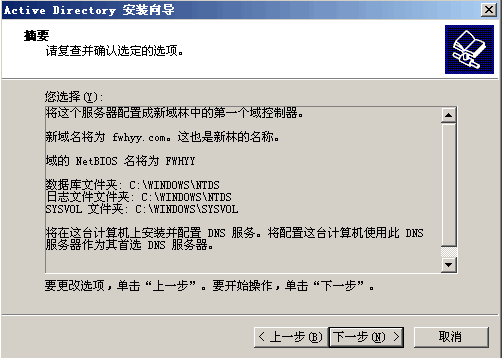 Active Directory 安装向导
摘要
请复查并确认选定的选项。
您选择(Y):
将这个服务器配置成新域林中的第一个域控制器。
新域名将为 fwhyy.com。这也是新林的名称。
域的 NetBIOS 名将为 FWHYY
数据库文件夹: C:\WINDOWS\NTDS
日志文件文件夹: C:\WINDOWS\NTDS
SYSVOL 文件夹: C:\WINDOWS\SYSVOL
将在这台计算机上安装并配置 DNS 服务。将配置这台计算机使用此 DNS
服务器作为其首选 DNS 服务器。
要更改选项，单击“上一步”。要开始操作，单击“下一步”。
< 上一步(B) 下一步(N) > 取消